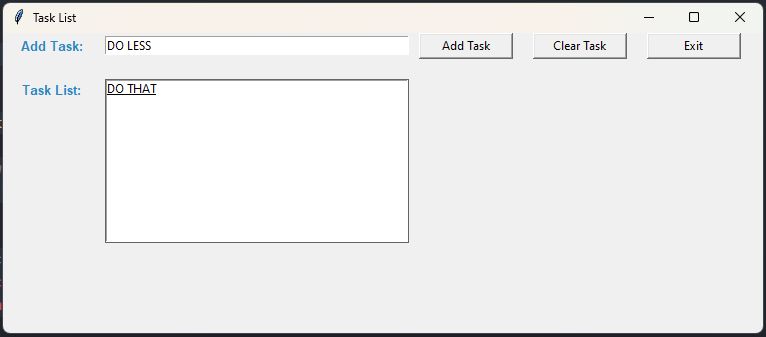 Task List
Add Task: DO LESS Add Task Clear Task Exit
Task List: DO THAT